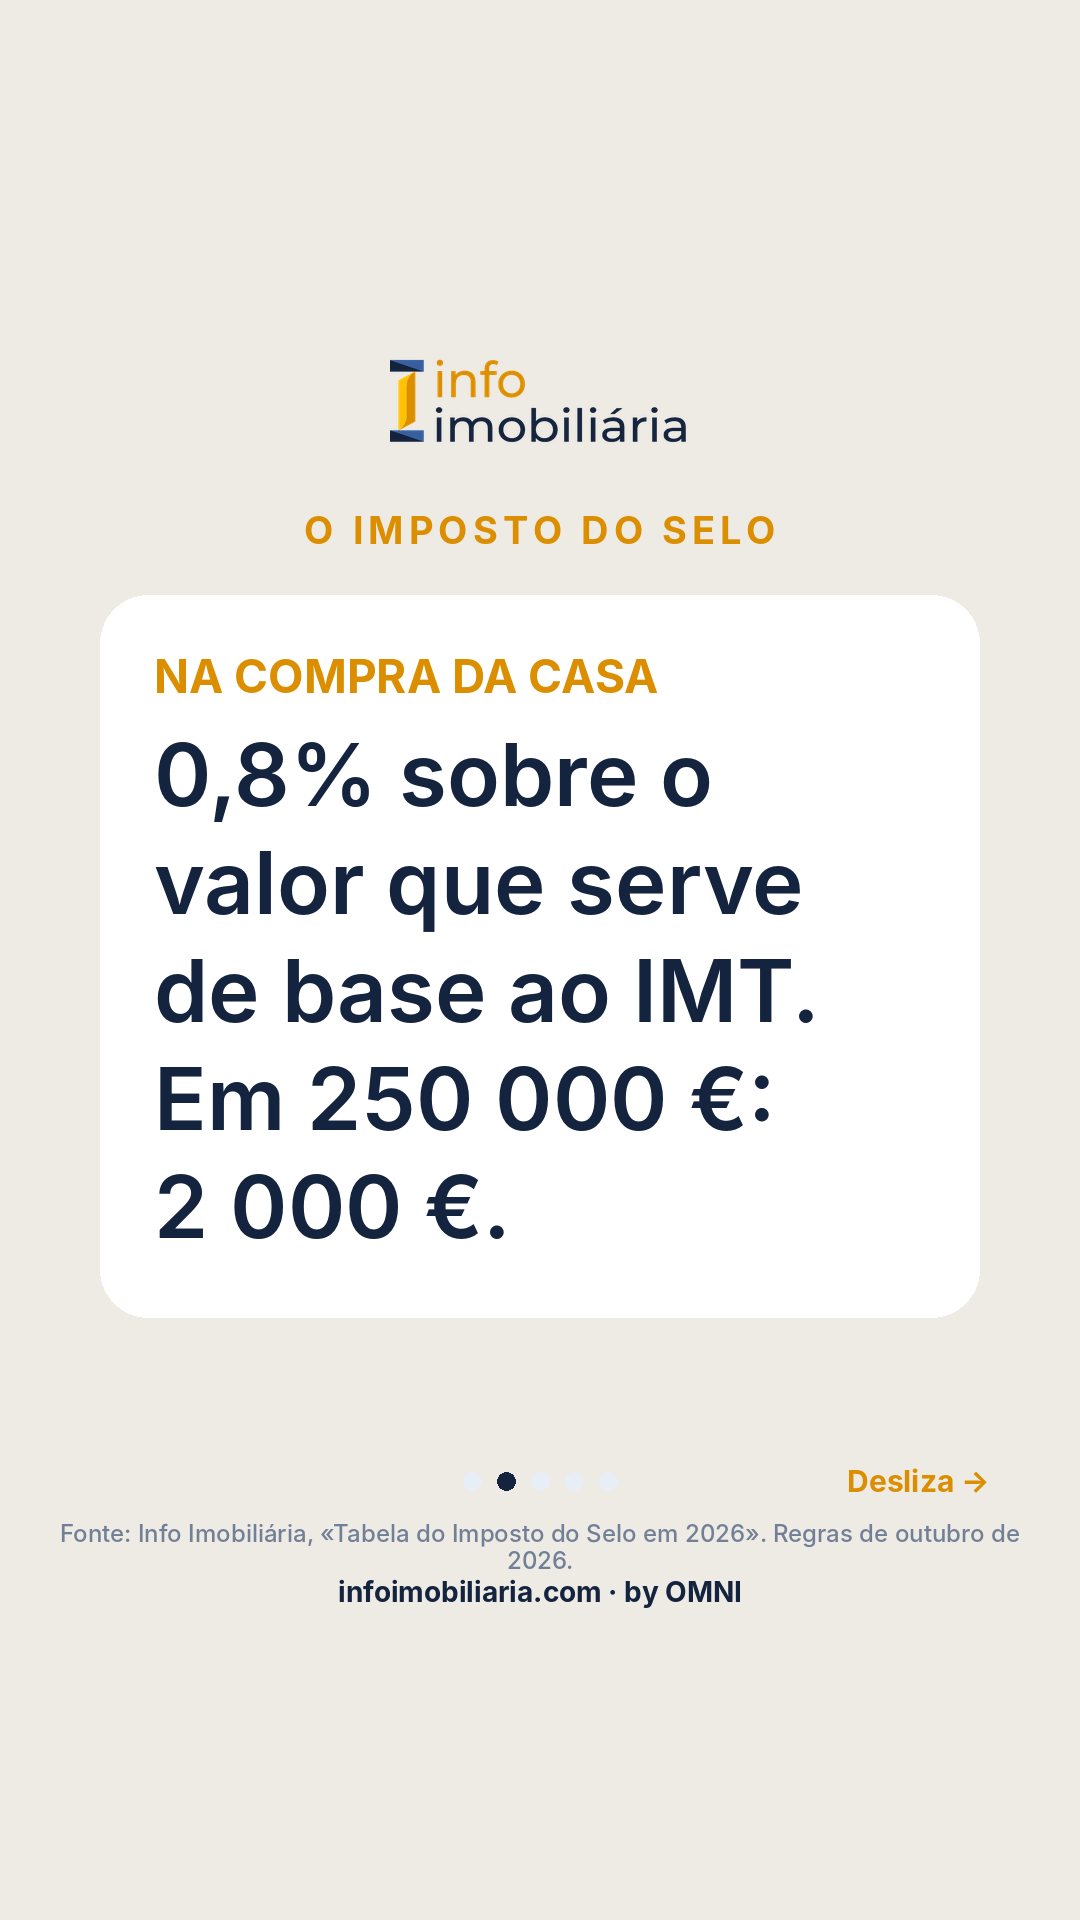 info
imobiliária
O IMPOSTO DO SELO
NA COMPRA DA CASA
0,8% sobre o
valor que serve
de base ao IMT.
Em 250 000 €:
2 000 €.
Desliza →
Fonte: Info Imobiliária, «Tabela do Imposto do Selo em 2026». Regras de outubro de
2026.
infoimobiliaria.com · by OMNI